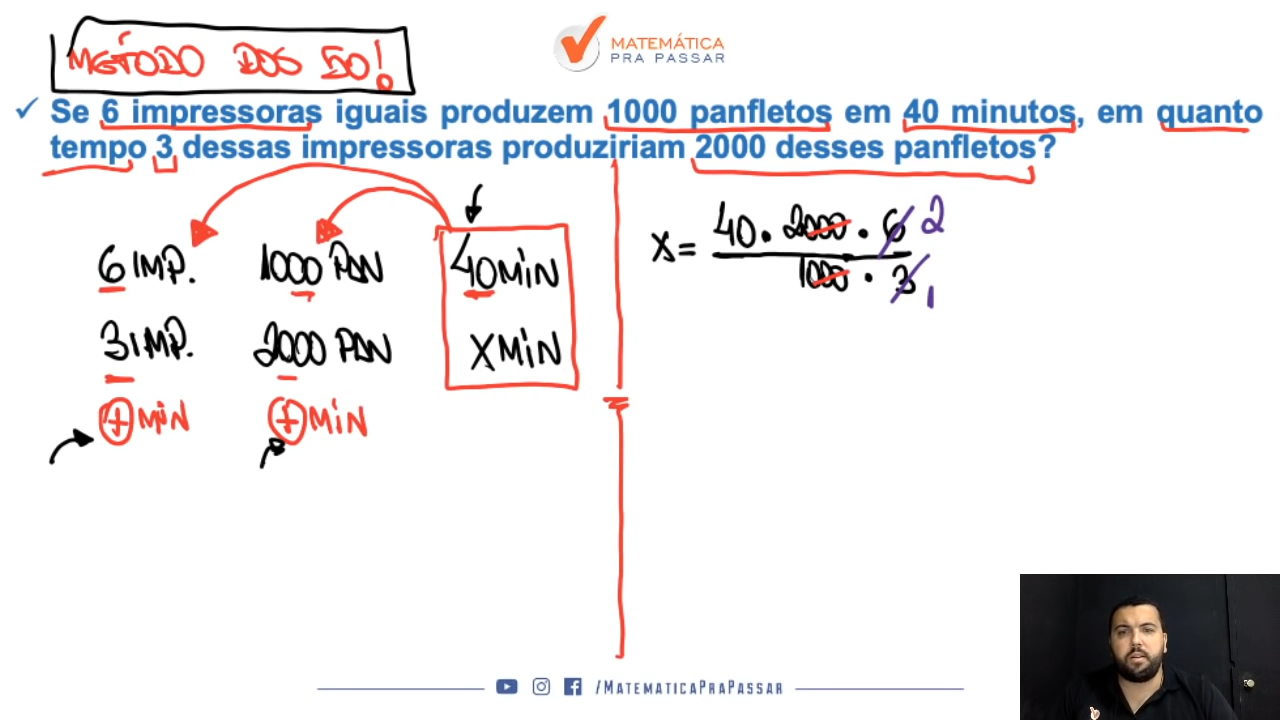 MÉTODO DOS 50!
MATEMÁTICA
PRA PASSAR
✓ Se 6 impressoras iguais produzem 1000 panfletos em 40 minutos, em quanto
tempo 3 dessas impressoras produziriam 2000 desses panfletos?
6 IMP. 1000 PAN 40 MIN
3 IMP. 2000 PAN X MIN
+ MIN + MIN
X = 40 . 2000 . 6 2
1000 . 3 1
/MATEMATICAPRAPASSAR